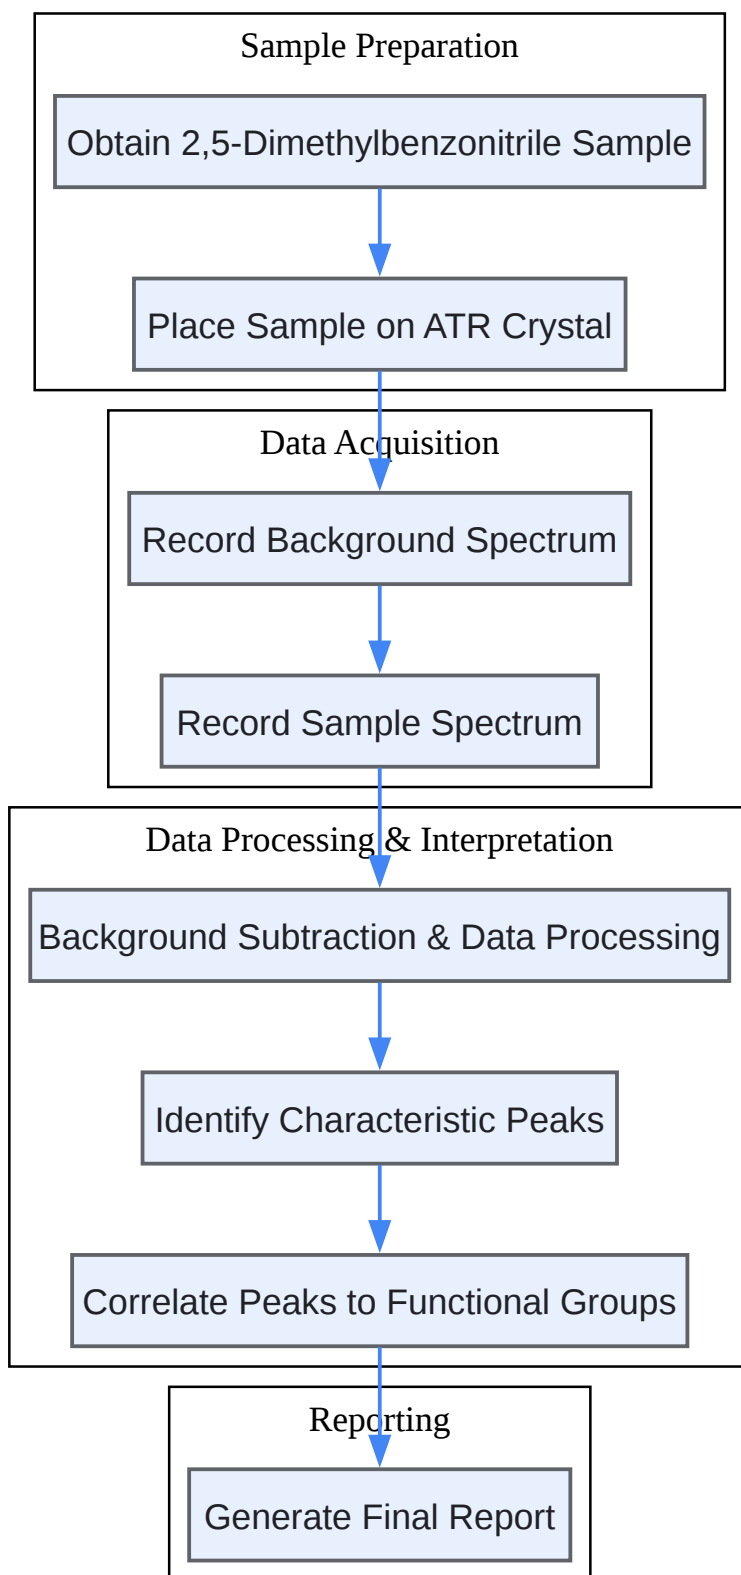 Sample Preparation
Obtain 2,5-Dimethylbenzonitrile Sample
Place Sample on ATR Crystal
Data Acquisition
Record Background Spectrum
Record Sample Spectrum
Data Processing & Interpretation
Background Subtraction & Data Processing
Identify Characteristic Peaks
Correlate Peaks to Functional Groups
Reporting
Generate Final Report